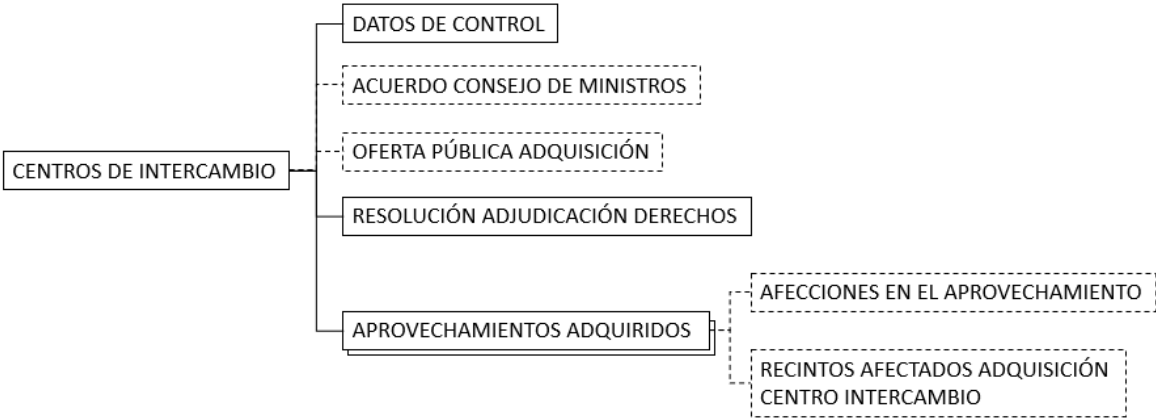 DATOS DE CONTROL
ACUERDO CONSEJO DE MINISTROS
OFERTA PÚBLICA ADQUISICIÓN
CENTROS DE INTERCAMBIO
RESOLUCIÓN ADJUDICACIÓN DERECHOS
AFECCIONES EN EL APROVECHAMIENTO
APROVECHAMIENTOS ADQUIRIDOS
RECINTOS AFECTADOS ADQUISICIÓN
CENTRO INTERCAMBIO